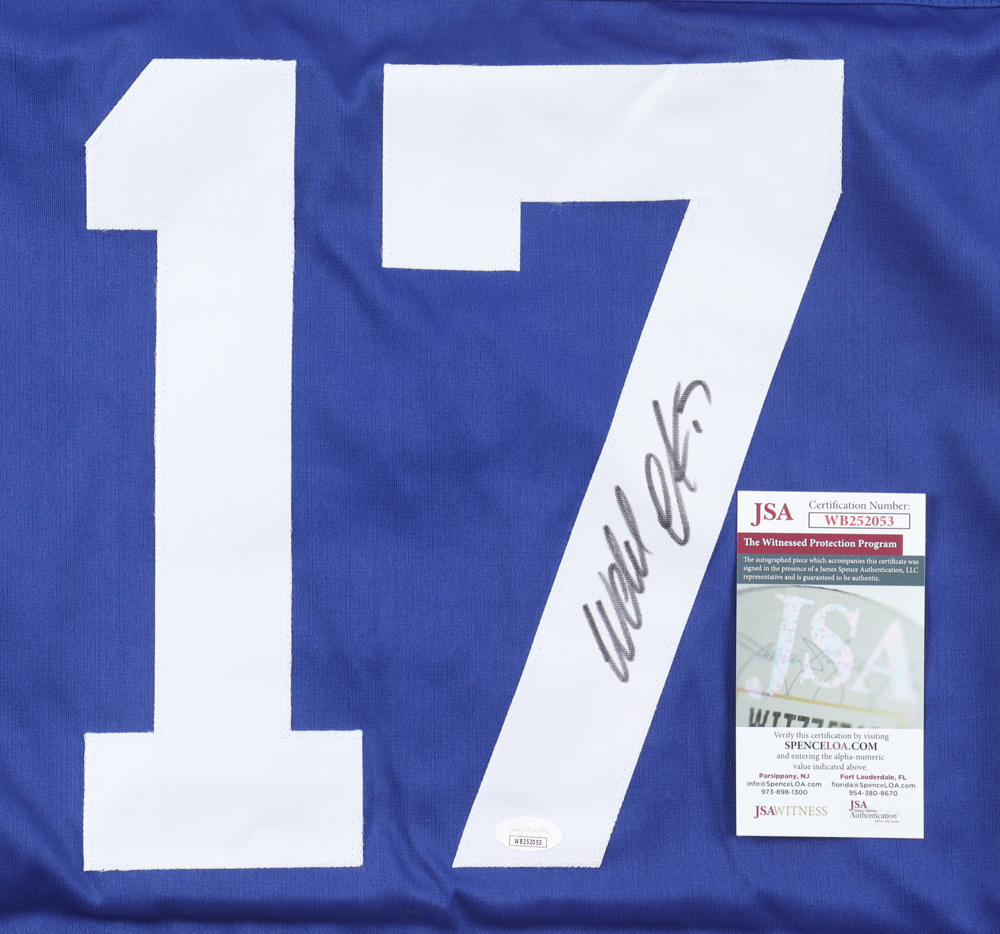 17
JSA
Certification Number:
WB252053
The Witnessed Protection Program
The autographed piece which accompanies this certificate was
signed in the presence of a James Spence Authentication, LLC
representative and is guaranteed to be authentic.
JSA
Verify this certification by visiting
SPENCELOA.COM
and entering the alpha-numeric
value indicated above.
Parsippany, NJ
info@SpenceLOA.com
973-898-1300
Fort Lauderdale, FL
florida@SpenceLOA.com
954-380-8670
JSAWITNESS
JSA
Authentication
WB252053